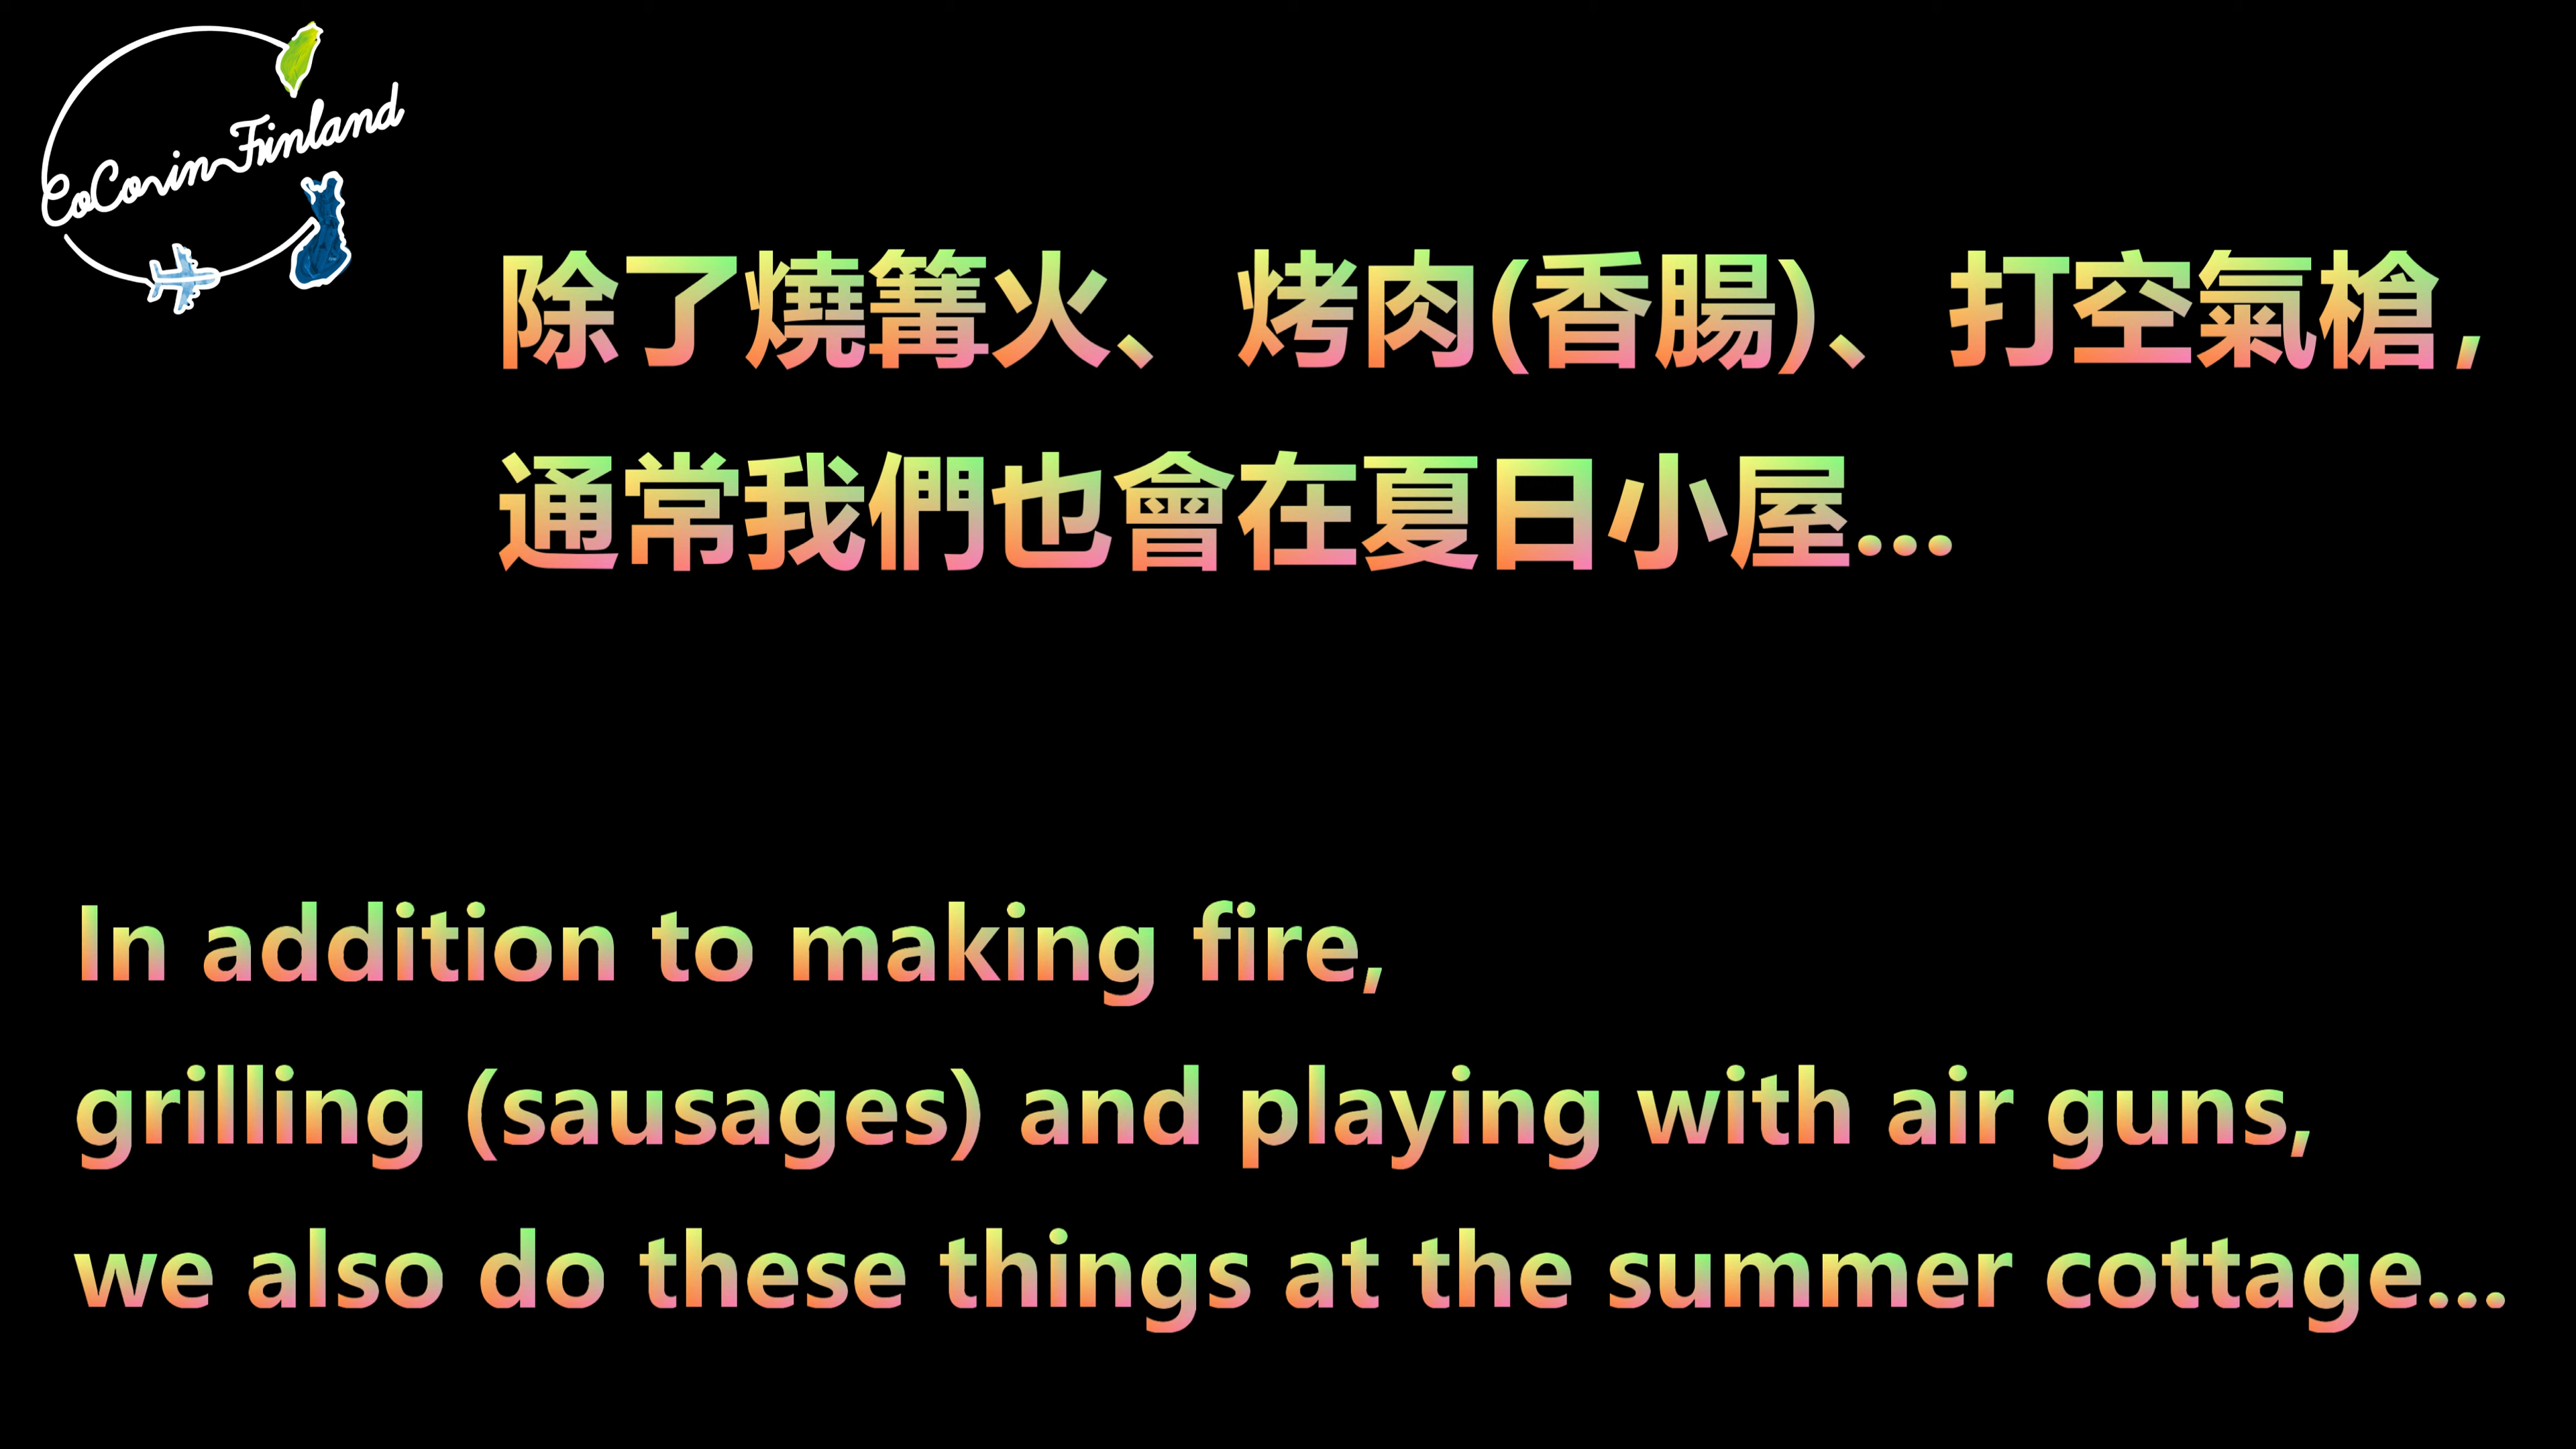 CoCo in Finland
除了燒篝火、烤肉(香腸)、打空氣槍，
通常我們也會在夏日小屋...
In addition to making fire,
grilling (sausages) and playing with air guns,
we also do these things at the summer cottage...